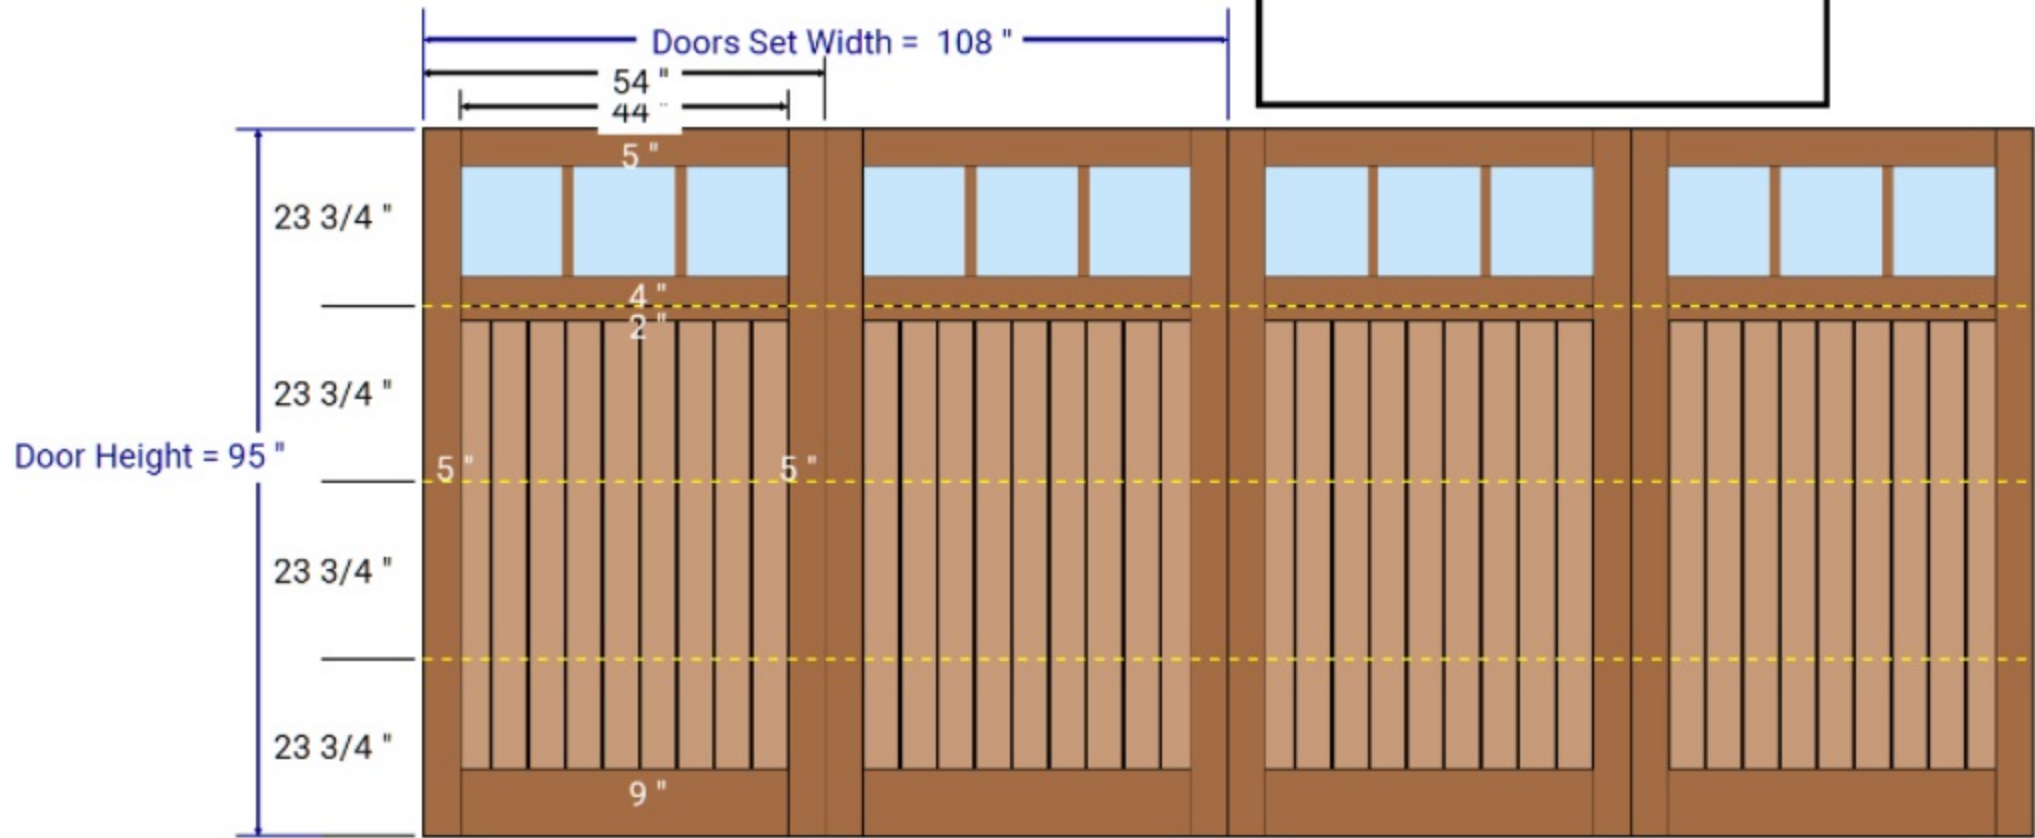 Doors Set Width = 108 "
54 "
44 "
5 "
23 3/4 "
4 "
2 "
23 3/4 "
Door Height = 95 "
5 " 5 "
23 3/4 "
23 3/4 "
9 "